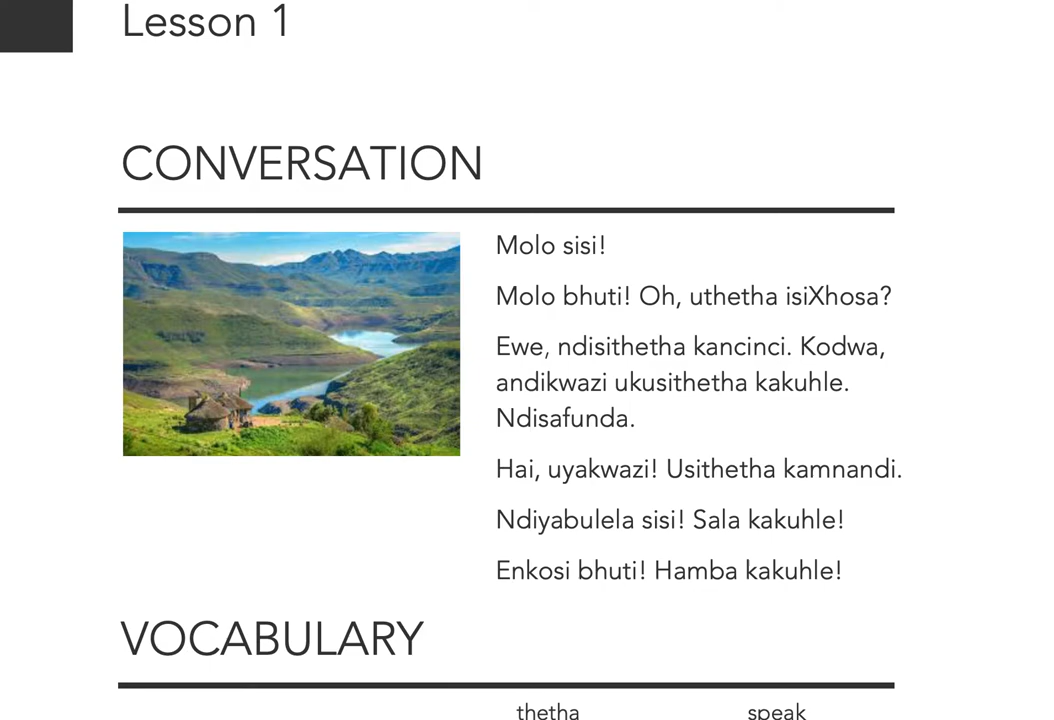 Lesson 1
CONVERSATION
Molo sisi!
Molo bhuti! Oh, uthetha isiXhosa?
Ewe, ndisithetha kancinci. Kodwa,
andikwazi ukusithetha kakuhle.
Ndisafunda.
Hai, uyakwazi! Usithetha kamnandi.
Ndiyabulela sisi! Sala kakuhle!
Enkosi bhuti! Hamba kakuhle!
VOCABULARY
thetha speak